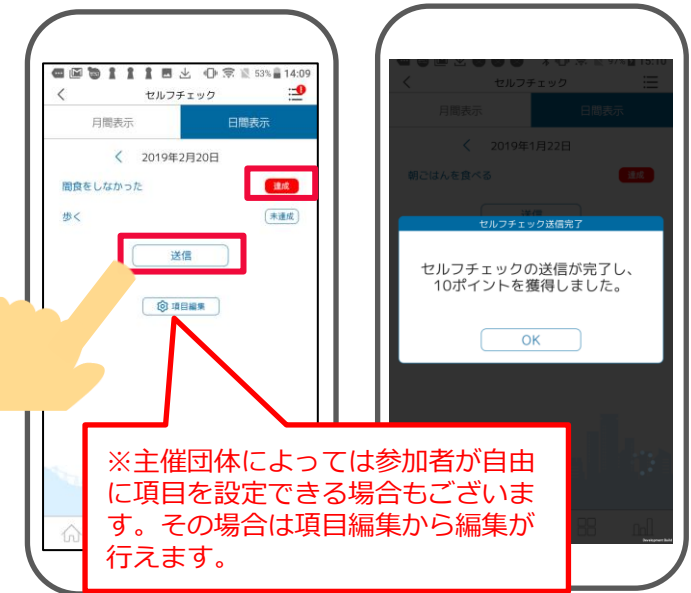 53% 14:09
セルフチェック
月間表示 日間表示
2019年2月20日
間食をしなかった 達成
歩く 未達成
送信
項目編集
セルフチェック
月間表示 日間表示
2019年1月22日
朝ごはんを食べる 達成
送信
セルフチェック送信完了
セルフチェックの送信が完了し、
10ポイントを獲得しました。
OK
※主催団体によっては参加者が自由
に項目を設定できる場合もございま
す。その場合は項目編集から編集が
行えます。